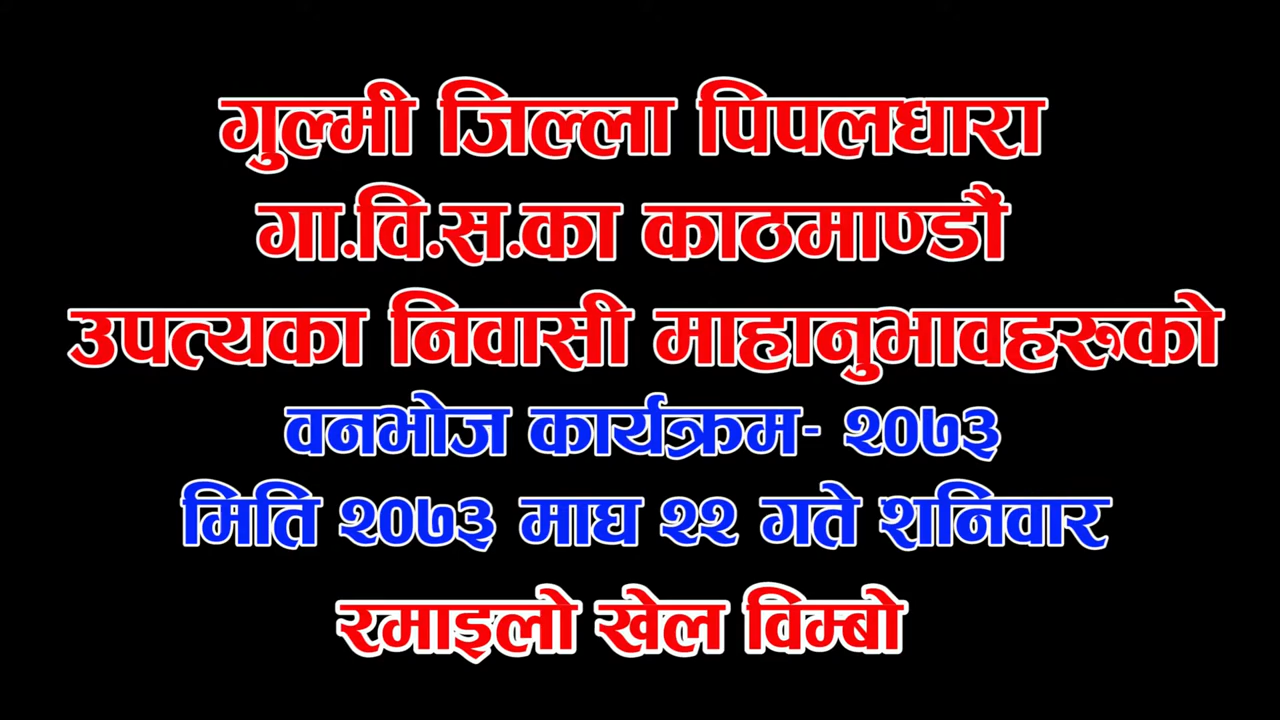 गुल्मी जिल्ला पिपलधारा
गा.वि.स.का काठमाण्डौं
उपत्यका निवासी माहानुभावहरुको
वनभोज कार्यक्रम- २०७३
मिति २०७३ माघ २२ गते शनिवार
रमाइलो खेल विम्बो